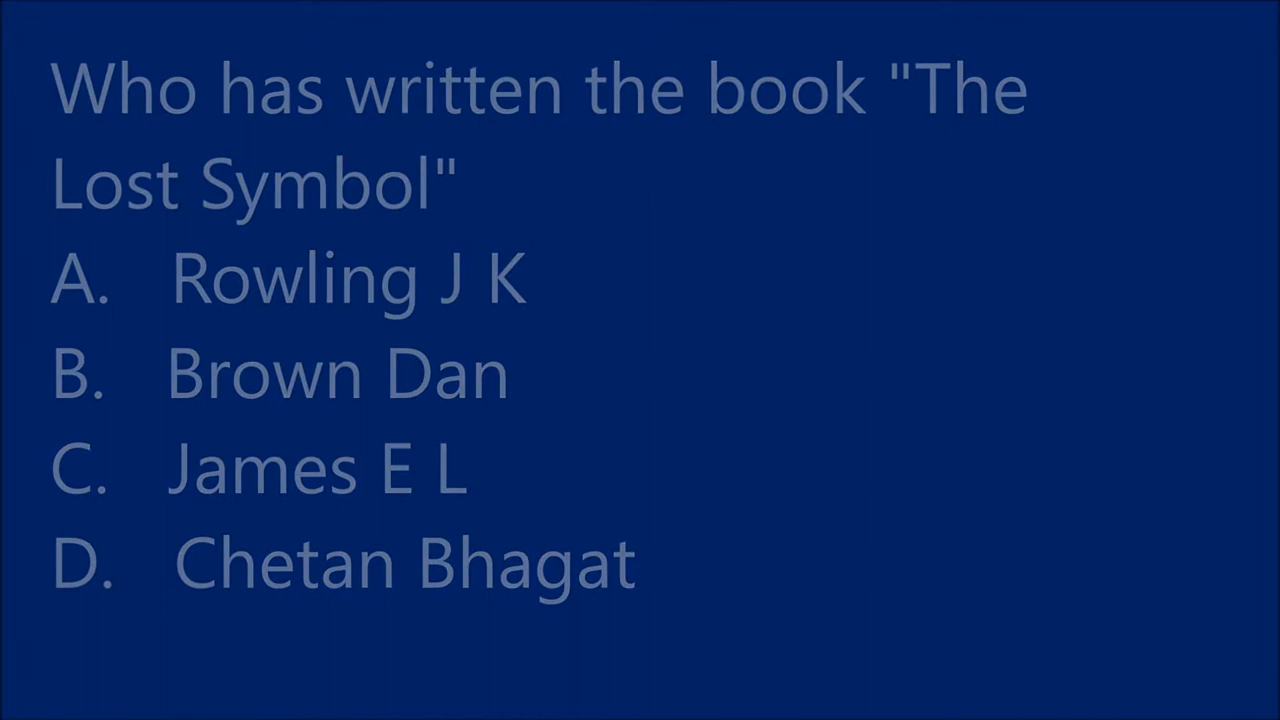 Who has written the book "The
Lost Symbol"
A. Rowling J K
B. Brown Dan
C. James E L
D. Chetan Bhagat